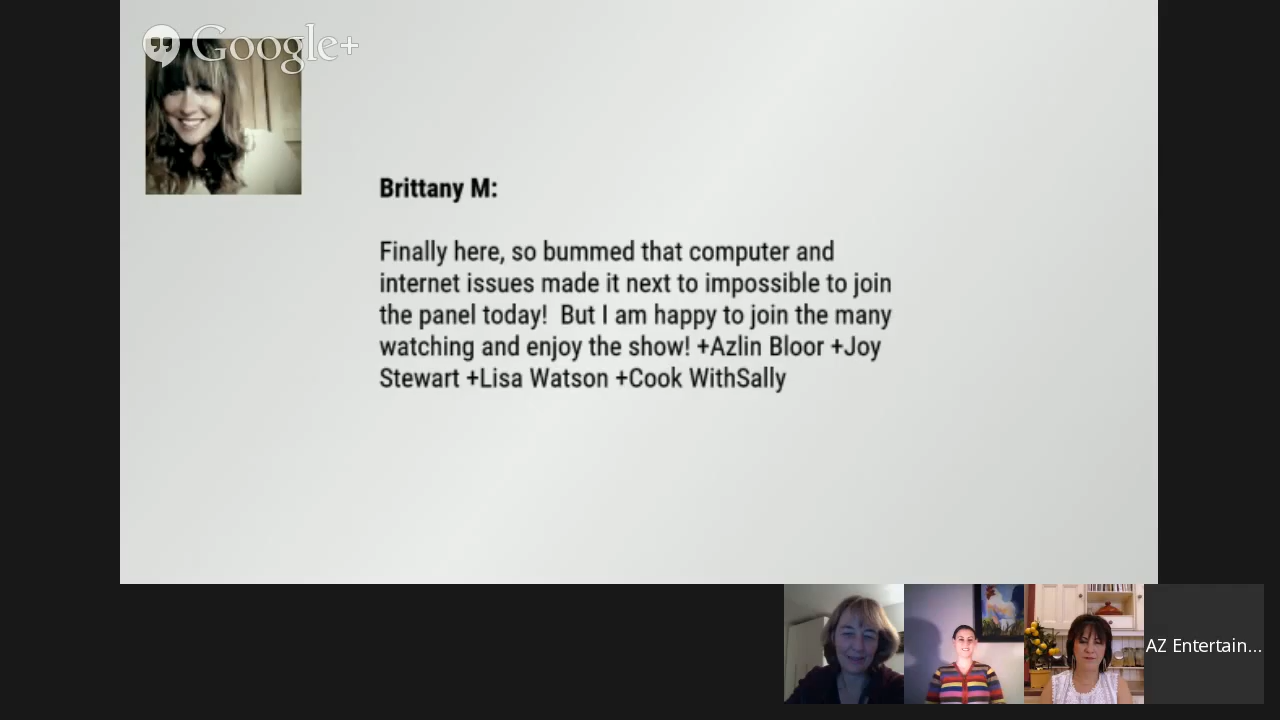 Google+
Brittany M:
Finally here, so bummed that computer and
internet issues made it next to impossible to join
the panel today!  But I am happy to join the many
watching and enjoy the show! +Azlin Bloor +Joy
Stewart +Lisa Watson +Cook WithSally
AZ Entertain...